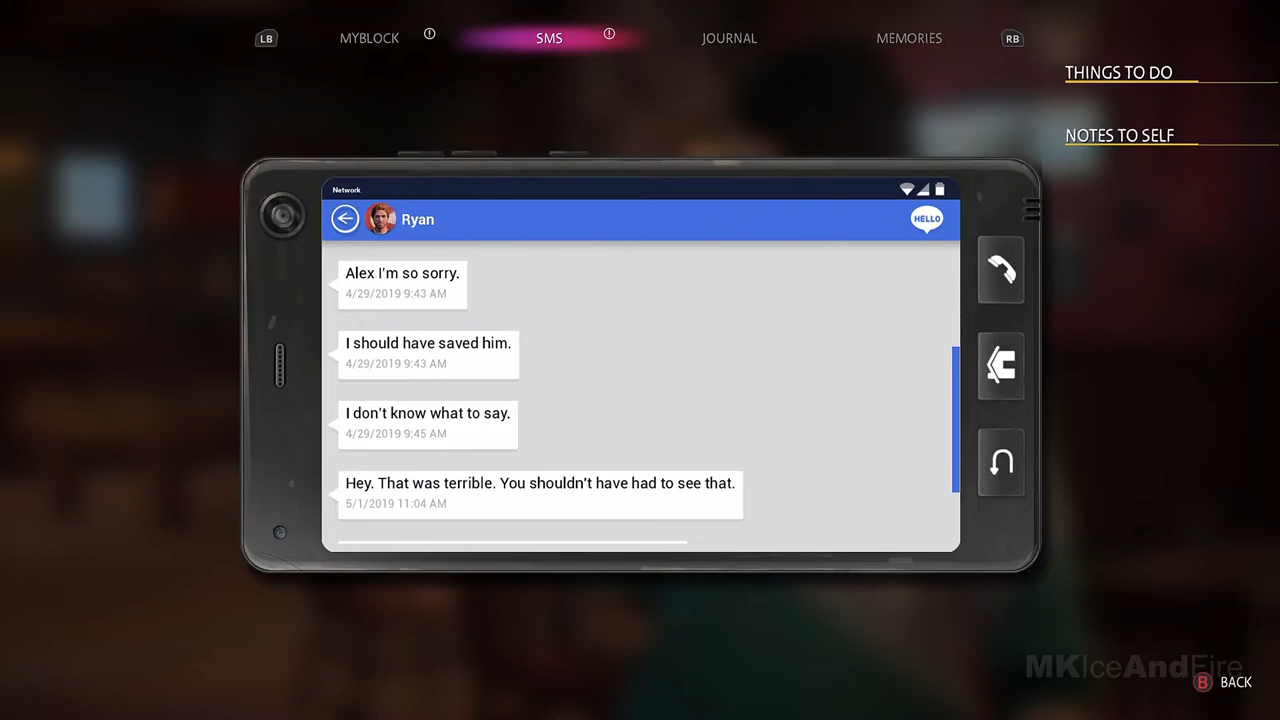 LB
MYBLOCK
SMS
JOURNAL
MEMORIES
RB
THINGS TO DO
NOTES TO SELF
Network
Ryan
HELLO
Alex I'm so sorry.
4/29/2019 9:43 AM
I should have saved him.
4/29/2019 9:43 AM
I don't know what to say.
4/29/2019 9:45 AM
Hey. That was terrible. You shouldn't have had to see that.
5/1/2019 11:04 AM
MKIceAndFire
B BACK